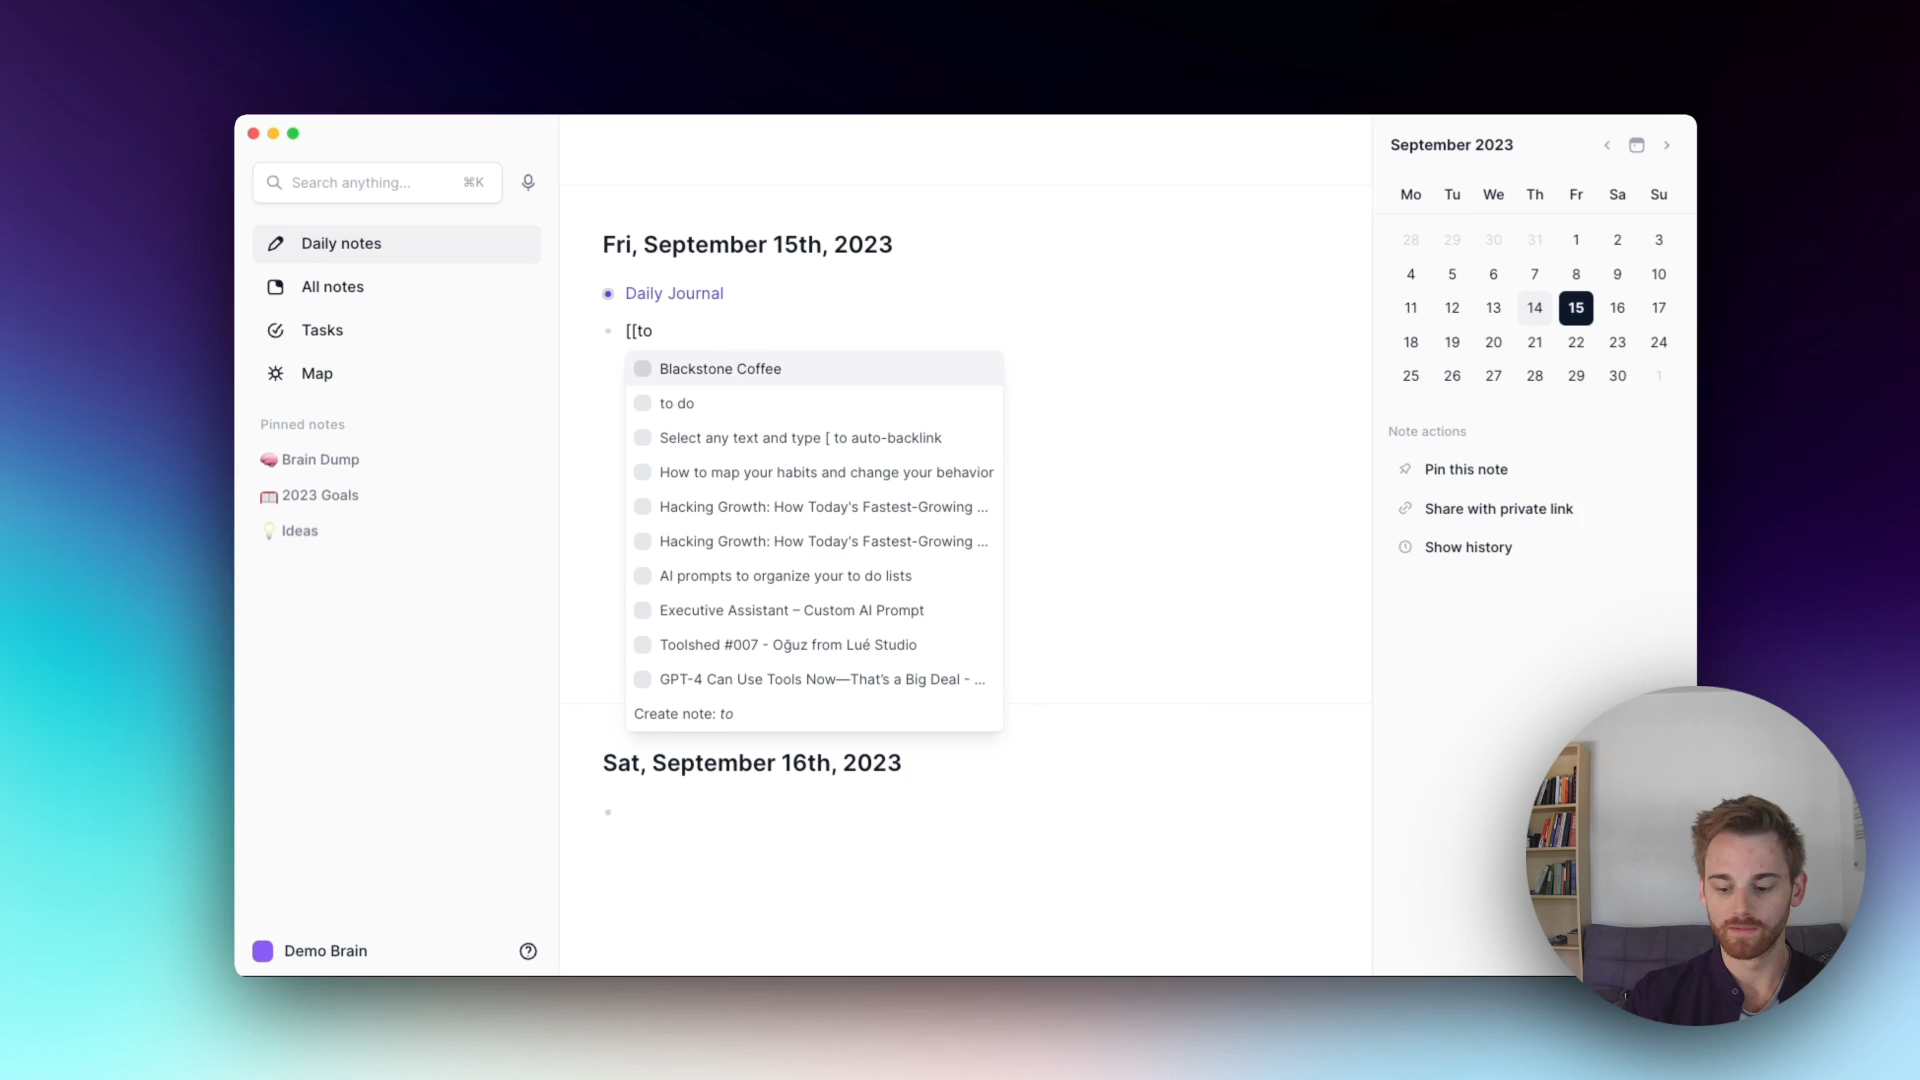 Search anything...
⌘K
Daily notes
All notes
Tasks
Map
Pinned notes
Brain Dump
2023 Goals
Ideas
Demo Brain
Fri, September 15th, 2023
Daily Journal
[[to
Blackstone Coffee
to do
Select any text and type [ to auto-backlink
How to map your habits and change your behavior
Hacking Growth: How Today's Fastest-Growing ...
Hacking Growth: How Today's Fastest-Growing ...
AI prompts to organize your to do lists
Executive Assistant – Custom AI Prompt
Toolshed #007 - Oğuz from Lué Studio
GPT-4 Can Use Tools Now—That’s a Big Deal - ...
Create note: to
Sat, September 16th, 2023
September 2023
Mo Tu We Th Fr Sa Su
28 29 30 31 1 2 3
4 5 6 7 8 9 10
11 12 13 14 15 16 17
18 19 20 21 22 23 24
25 26 27 28 29 30 1
Note actions
Pin this note
Share with private link
Show history